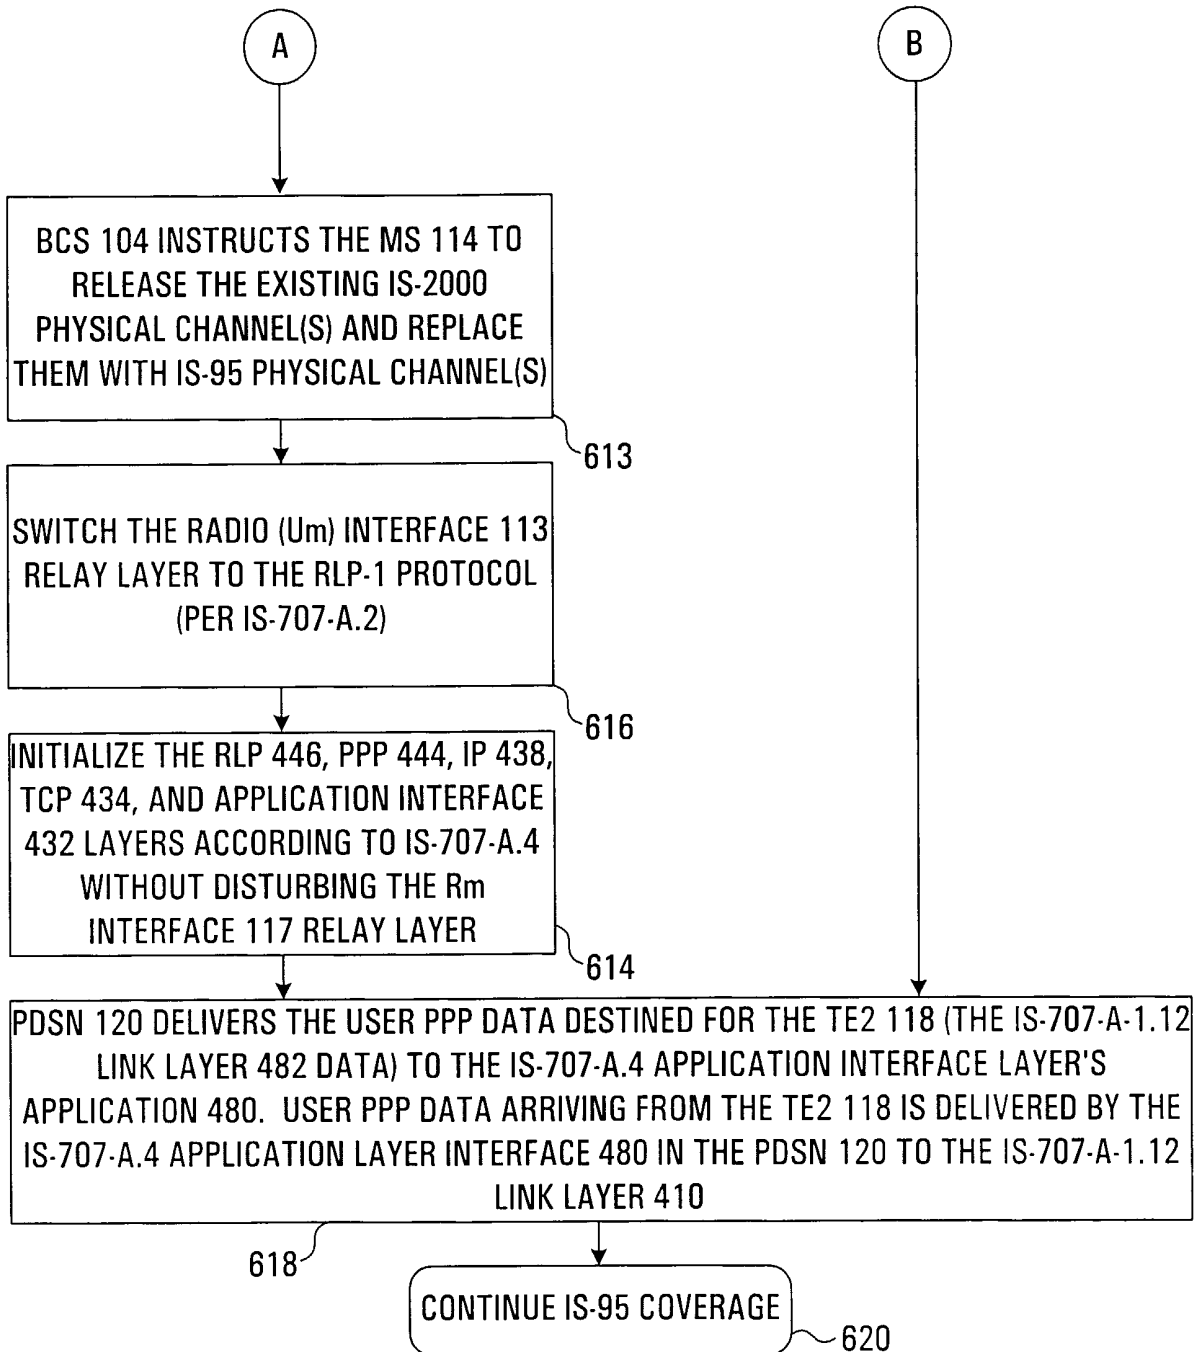 A
B
BCS 104 INSTRUCTS THE MS 114 TO
RELEASE THE EXISTING IS-2000
PHYSICAL CHANNEL(S) AND REPLACE
THEM WITH IS-95 PHYSICAL CHANNEL(S)
613
SWITCH THE RADIO (Um) INTERFACE 113
RELAY LAYER TO THE RLP-1 PROTOCOL
(PER IS-707-A.2)
616
INITIALIZE THE RLP 446, PPP 444, IP 438,
TCP 434, AND APPLICATION INTERFACE
432 LAYERS ACCORDING TO IS-707-A.4
WITHOUT DISTURBING THE Rm
INTERFACE 117 RELAY LAYER
614
PDSN 120 DELIVERS THE USER PPP DATA DESTINED FOR THE TE2 118 (THE IS-707-A-1.12
LINK LAYER 482 DATA) TO THE IS-707-A.4 APPLICATION INTERFACE LAYER'S
APPLICATION 480. USER PPP DATA ARRIVING FROM THE TE2 118 IS DELIVERED BY THE
IS-707-A.4 APPLICATION LAYER INTERFACE 480 IN THE PDSN 120 TO THE IS-707-A-1.12
LINK LAYER 410
618
CONTINUE IS-95 COVERAGE
620